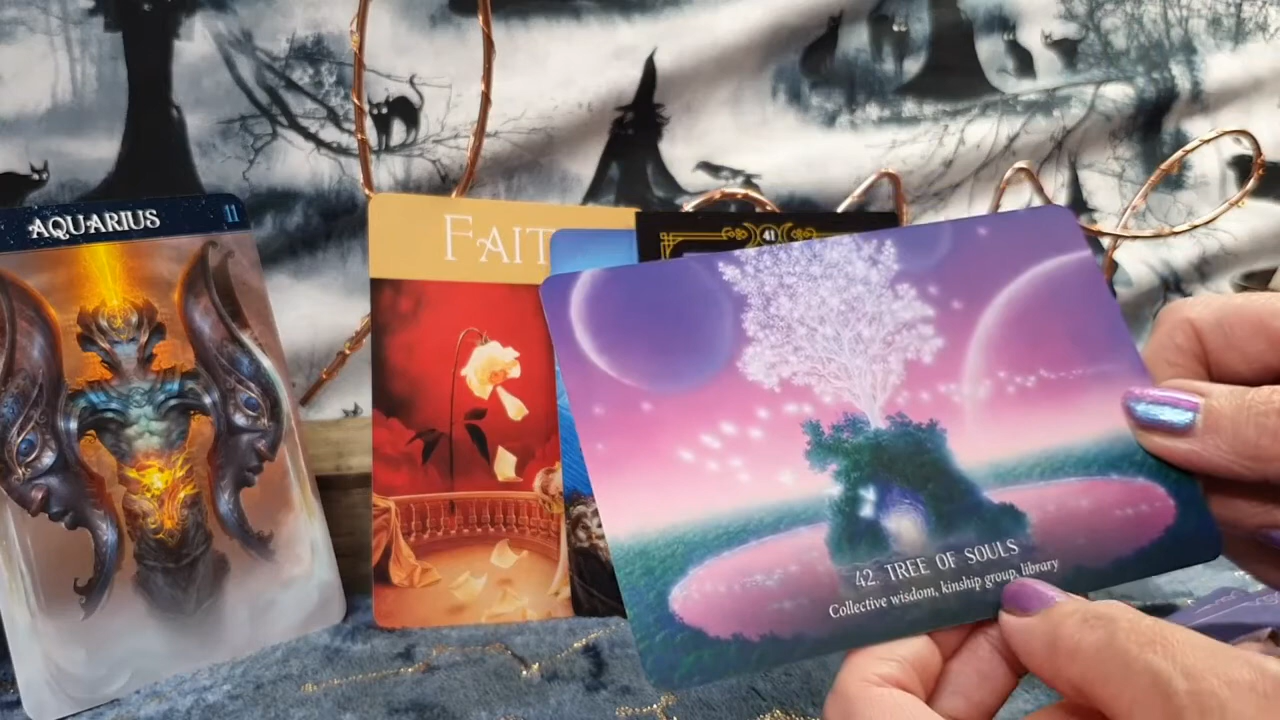 AQUARIUS 11
FAIT
41
42. TREE OF SOULS
Collective wisdom, kinship group, library